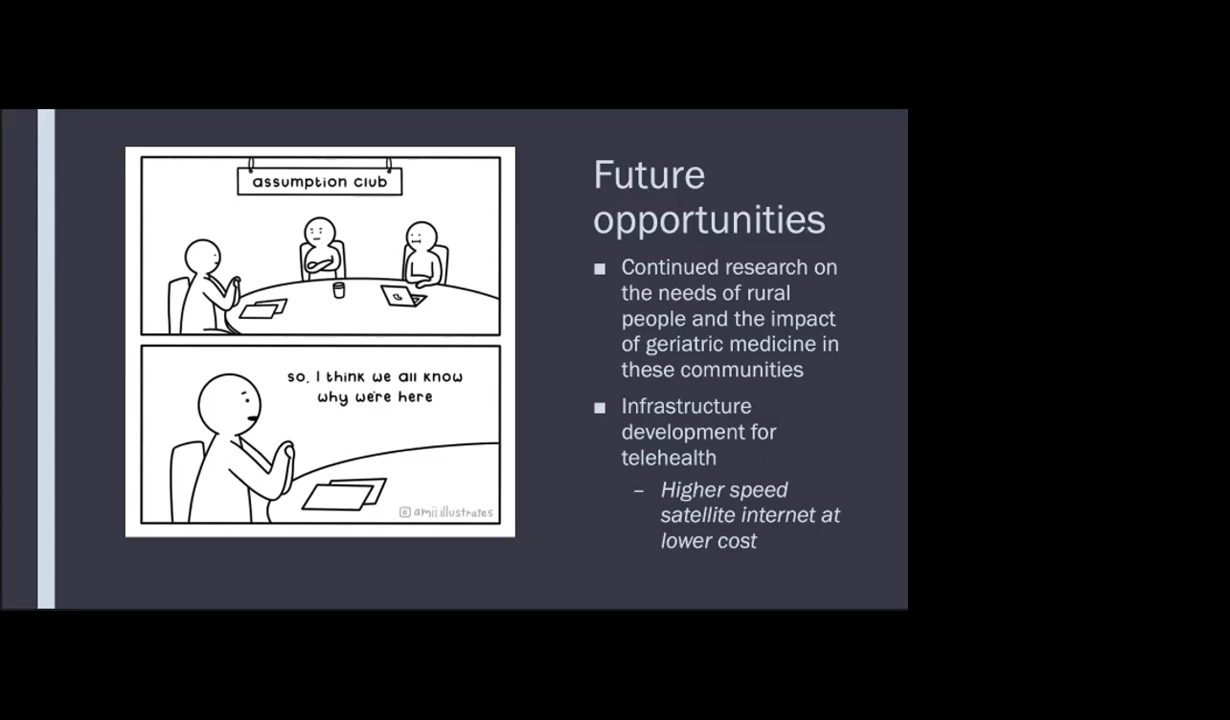 assumption club
so, I think we all know
why we're here
amii illustrates
Future
opportunities
■ Continued research on
the needs of rural
people and the impact
of geriatric medicine in
these communities
■ Infrastructure
development for
telehealth
– Higher speed
satellite internet at
lower cost